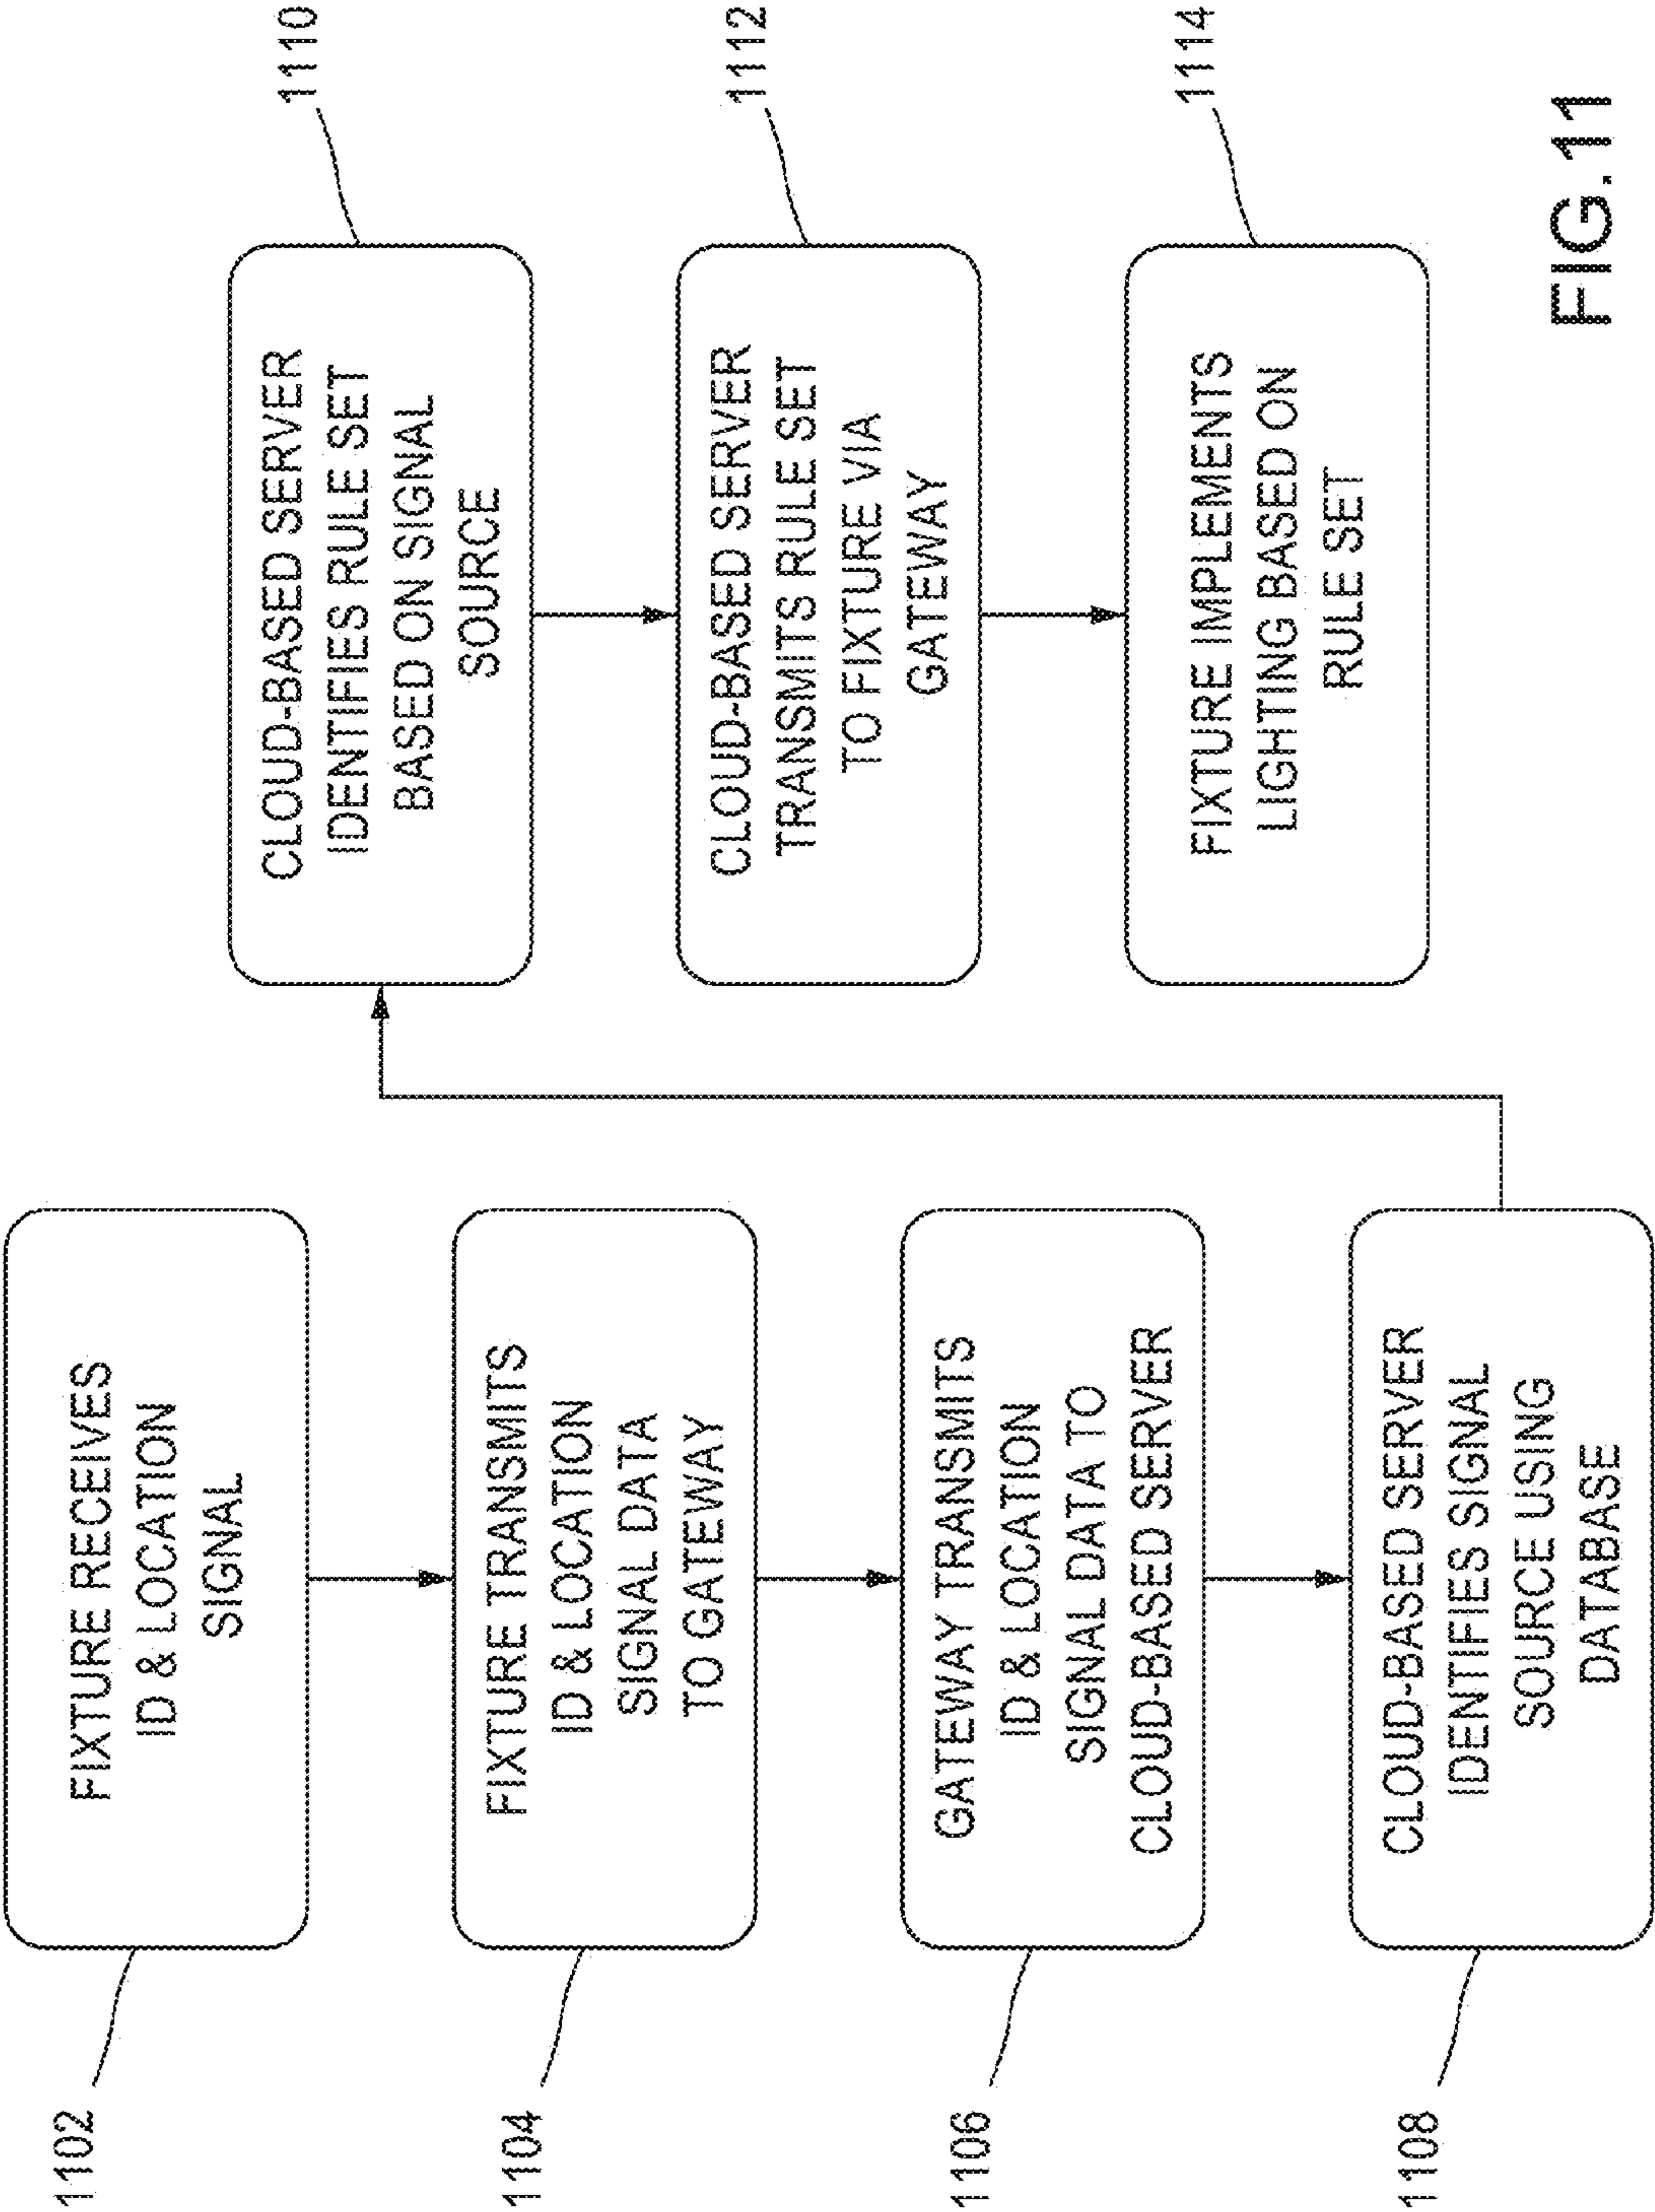 1102
FIXTURE RECEIVES
ID & LOCATION
SIGNAL
1104
FIXTURE TRANSMITS
ID & LOCATION
SIGNAL DATA
TO GATEWAY
1106
GATEWAY TRANSMITS
ID & LOCATION
SIGNAL DATA TO
CLOUD-BASED SERVER
1108
CLOUD-BASED SERVER
IDENTIFIES SIGNAL
SOURCE USING
DATABASE
1110
CLOUD-BASED SERVER
IDENTIFIES RULE SET
BASED ON SIGNAL
SOURCE
1112
CLOUD-BASED SERVER
TRANSMITS RULE SET
TO FIXTURE VIA
GATEWAY
1114
FIXTURE IMPLEMENTS
LIGHTING BASED ON
RULE SET
FIG.11